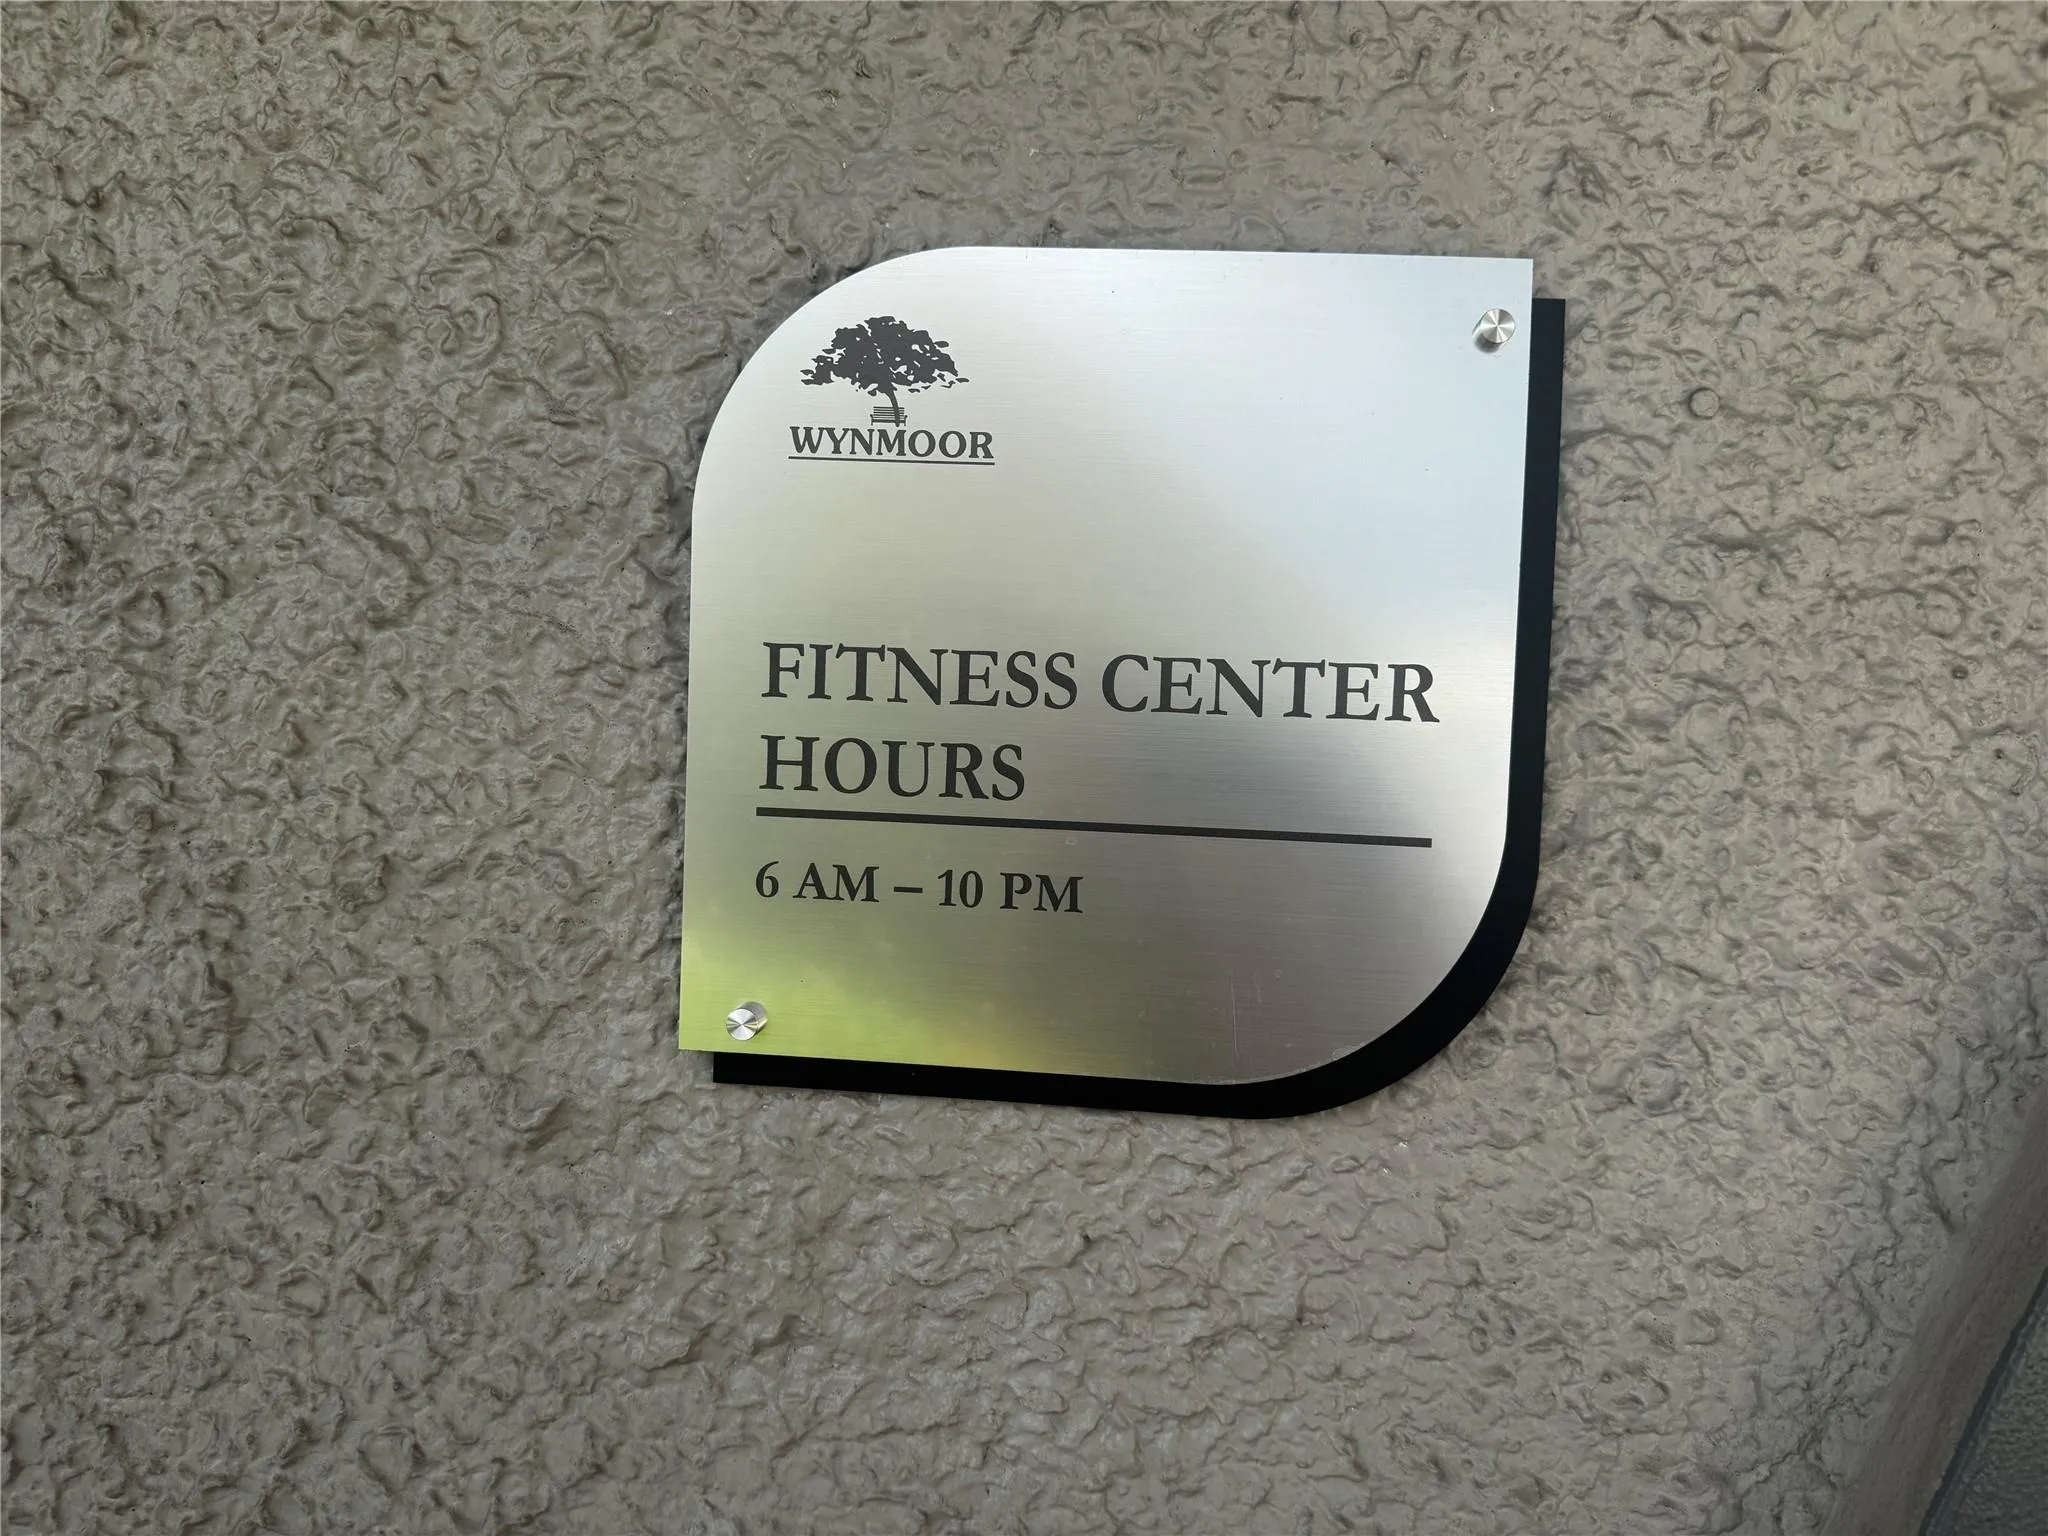 WYNMOOR
FITNESS CENTER
HOURS
6 AM – 10 PM